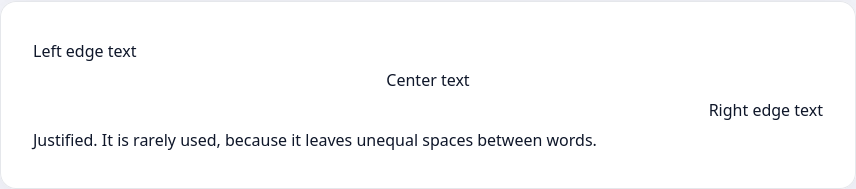 Left edge text
Center text
Right edge text
Justified. It is rarely used, because it leaves unequal spaces between words.